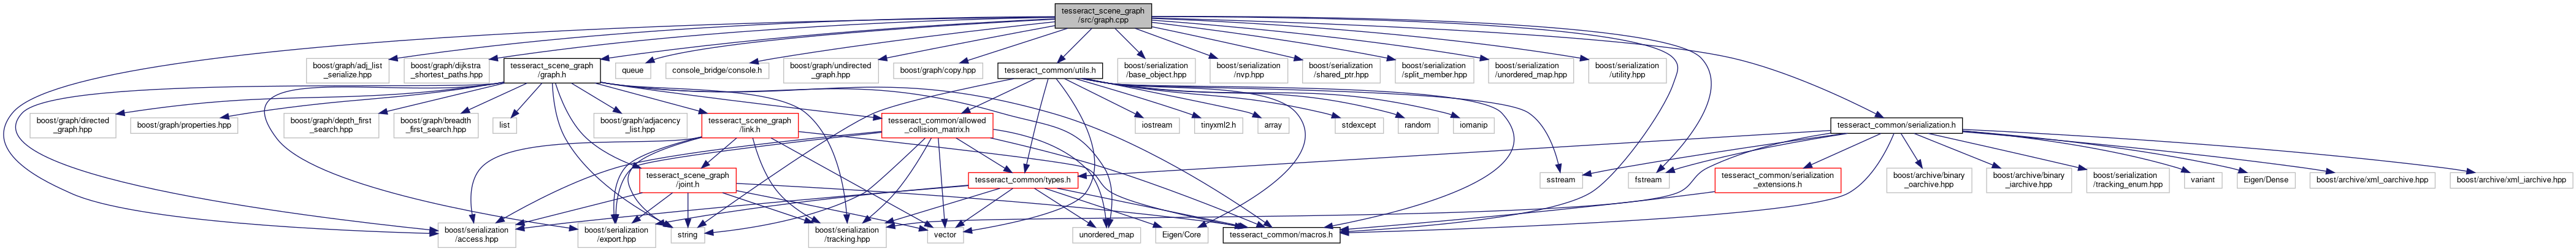 tesseract_scene_graph
/src/graph.cpp
boost/graph/adj_list
_serialize.hpp
boost/graph/dijkstra
_shortest_paths.hpp
tesseract_scene_graph
/graph.h
queue
console_bridge/console.h
boost/graph/undirected
_graph.hpp
boost/graph/copy.hpp
tesseract_common/utils.h
boost/serialization
/base_object.hpp
boost/serialization
/nvp.hpp
boost/serialization
/shared_ptr.hpp
boost/serialization
/split_member.hpp
boost/serialization
/unordered_map.hpp
boost/serialization
/utility.hpp
boost/graph/directed
_graph.hpp
boost/graph/properties.hpp
boost/graph/depth_first
_search.hpp
boost/graph/breadth
_first_search.hpp
list
boost/graph/adjacency
_list.hpp
tesseract_scene_graph
/link.h
tesseract_common/allowed
_collision_matrix.h
iostream
tinyxml2.h
array
stdexcept
random
iomanip
tesseract_common/serialization.h
tesseract_scene_graph
/joint.h
tesseract_common/types.h
sstream
fstream
tesseract_common/serialization
_extensions.h
boost/archive/binary
_oarchive.hpp
boost/archive/binary
_iarchive.hpp
boost/serialization
/tracking_enum.hpp
variant
Eigen/Dense
boost/archive/xml_oarchive.hpp
boost/archive/xml_iarchive.hpp
boost/serialization
/access.hpp
boost/serialization
/export.hpp
string
boost/serialization
/tracking.hpp
vector
unordered_map
Eigen/Core
tesseract_common/macros.h